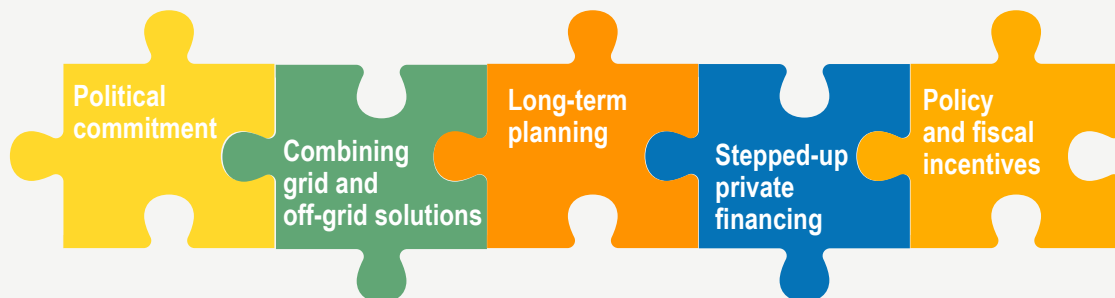 Political
commitment
Combining
grid and
off-grid solutions
Long-term
planning
Stepped-up
private
financing
Policy
and fiscal
incentives